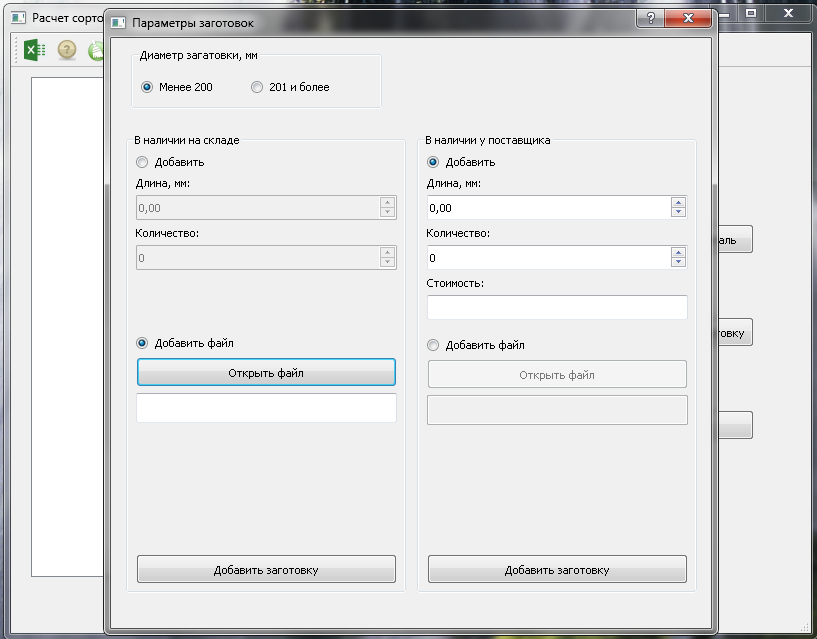 Расчет сорто
Параметры заготовок
?
Диаметр загатовки, мм
Менее 200
201 и более
В наличии на складе
Добавить
Длина, мм:
0,00
Количество:
0
Добавить файл
Открыть файл
Добавить заготовку
В наличии у поставщика
Добавить
Длина, мм:
0,00
Количество:
0
Стоимость:
Добавить файл
Открыть файл
Добавить заготовку
аль
товку